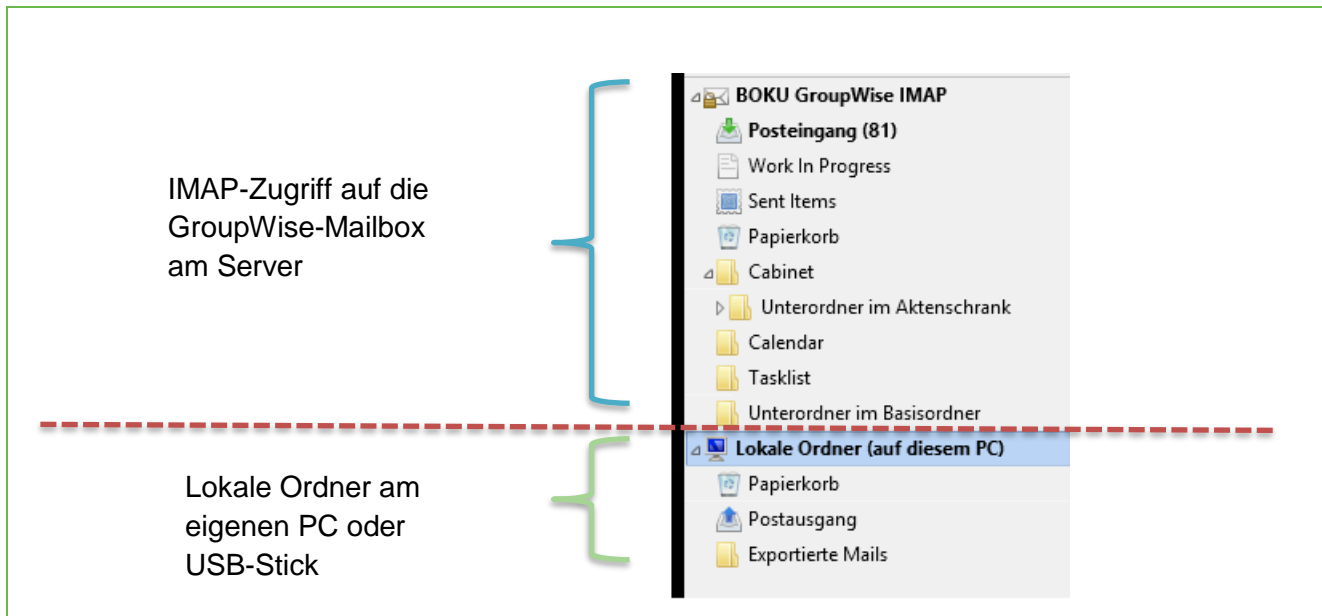 IMAP-Zugriff auf die
GroupWise-Mailbox
am Server
BOKU GroupWise IMAP
Posteingang (81)
Work In Progress
Sent Items
Papierkorb
Cabinet
Unterordner im Aktenschrank
Calendar
Tasklist
Unterordner im Basisordner
Lokale Ordner am
eigenen PC oder
USB-Stick
Lokale Ordner (auf diesem PC)
Papierkorb
Postausgang
Exportierte Mails